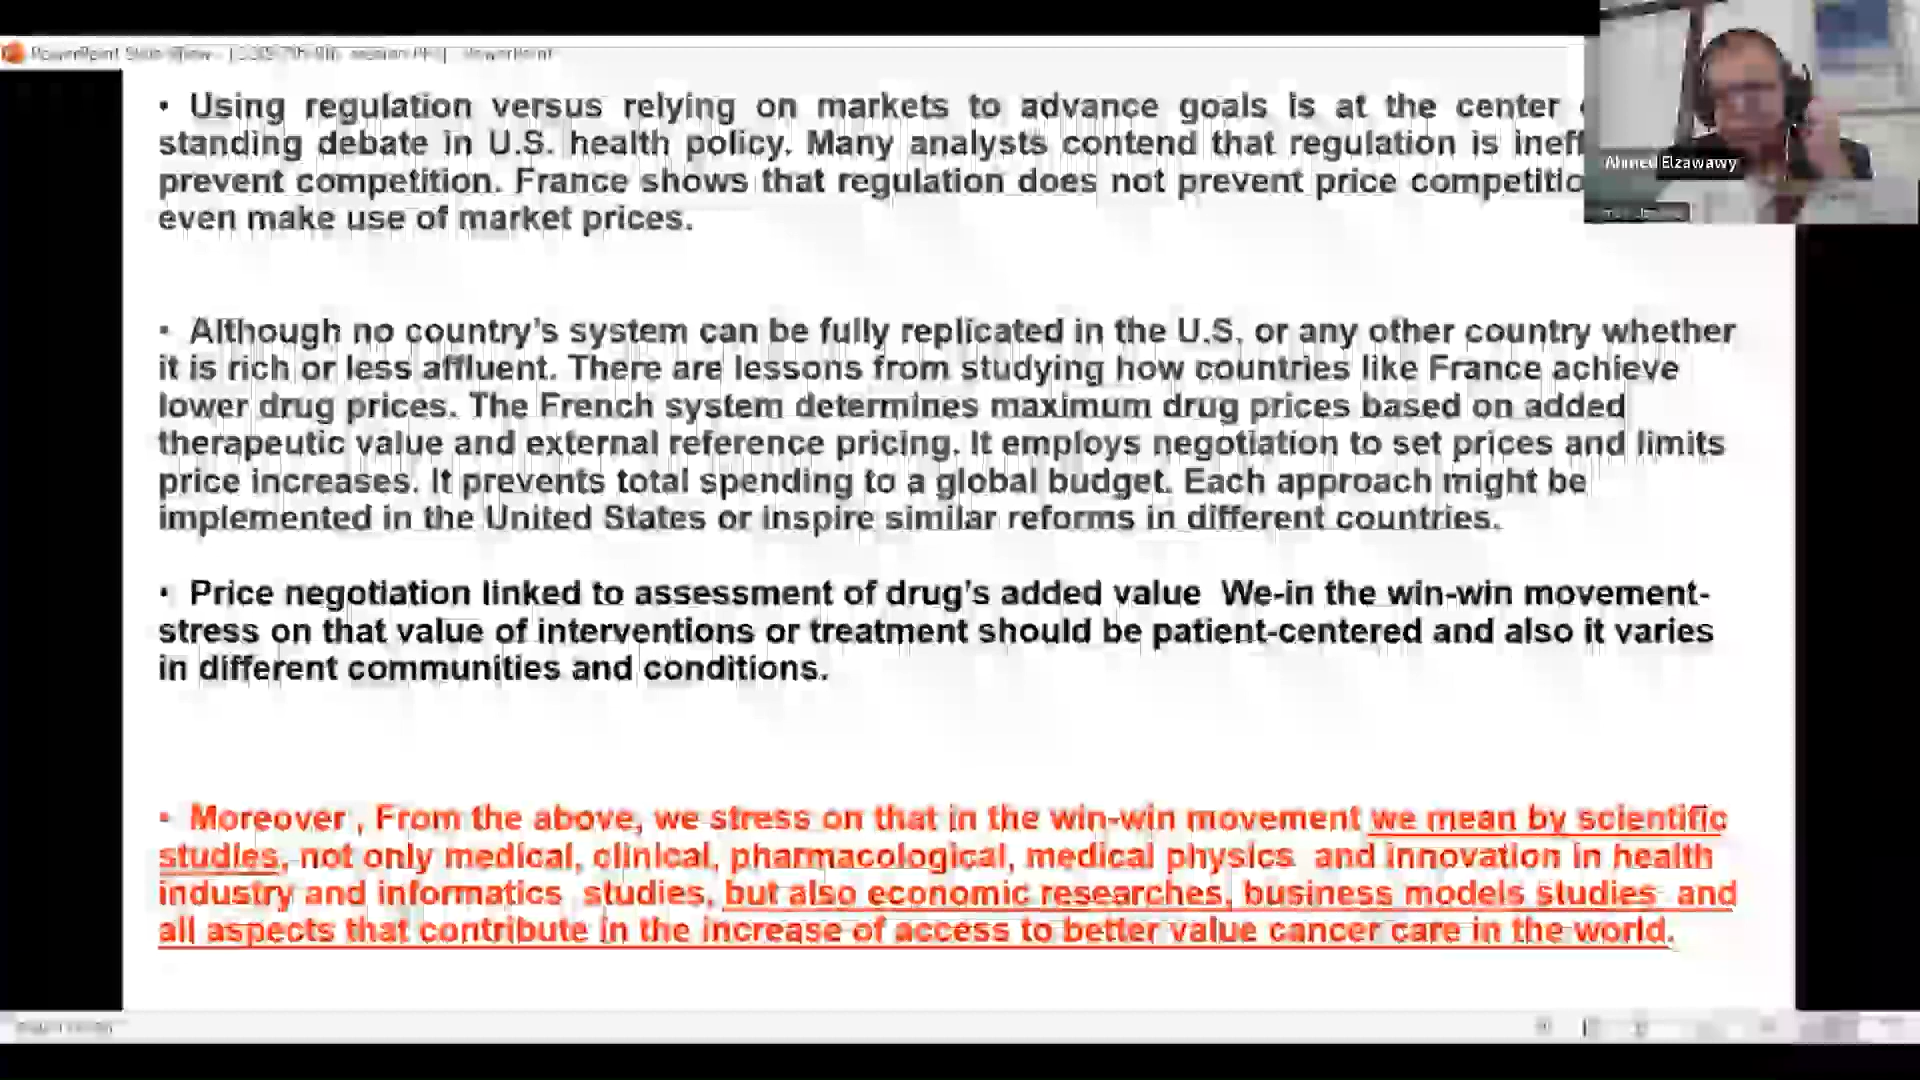 PowerPoint Slide Show - PowerPoint
• Using regulation versus relying on markets to advance goals is at the center
standing debate in U.S. health policy. Many analysts contend that regulation is ineff
prevent competition. France shows that regulation does not prevent price competitio
even make use of market prices.
Ahmed Elzawawy
• Although no country's system can be fully replicated in the U.S. or any other country whether
it is rich or less affluent. There are lessons from studying how countries like France achieve
lower drug prices. The French system determines maximum drug prices based on added
therapeutic value and external reference pricing. It employs negotiation to set prices and limits
price increases. It prevents total spending to a global budget. Each approach might be
implemented in the United States or inspire similar reforms in different countries.
• Price negotiation linked to assessment of drug's added value We-in the win-win movement-
stress on that value of interventions or treatment should be patient-centered and also it varies
in different communities and conditions.
• Moreover , From the above, we stress on that in the win-win movement we mean by scientific
studies, not only medical, clinical, pharmacological, medical physics and innovation in health
industry and informatics studies, but also economic researches, business models studies and
all aspects that contribute in the increase of access to better value cancer care in the world.